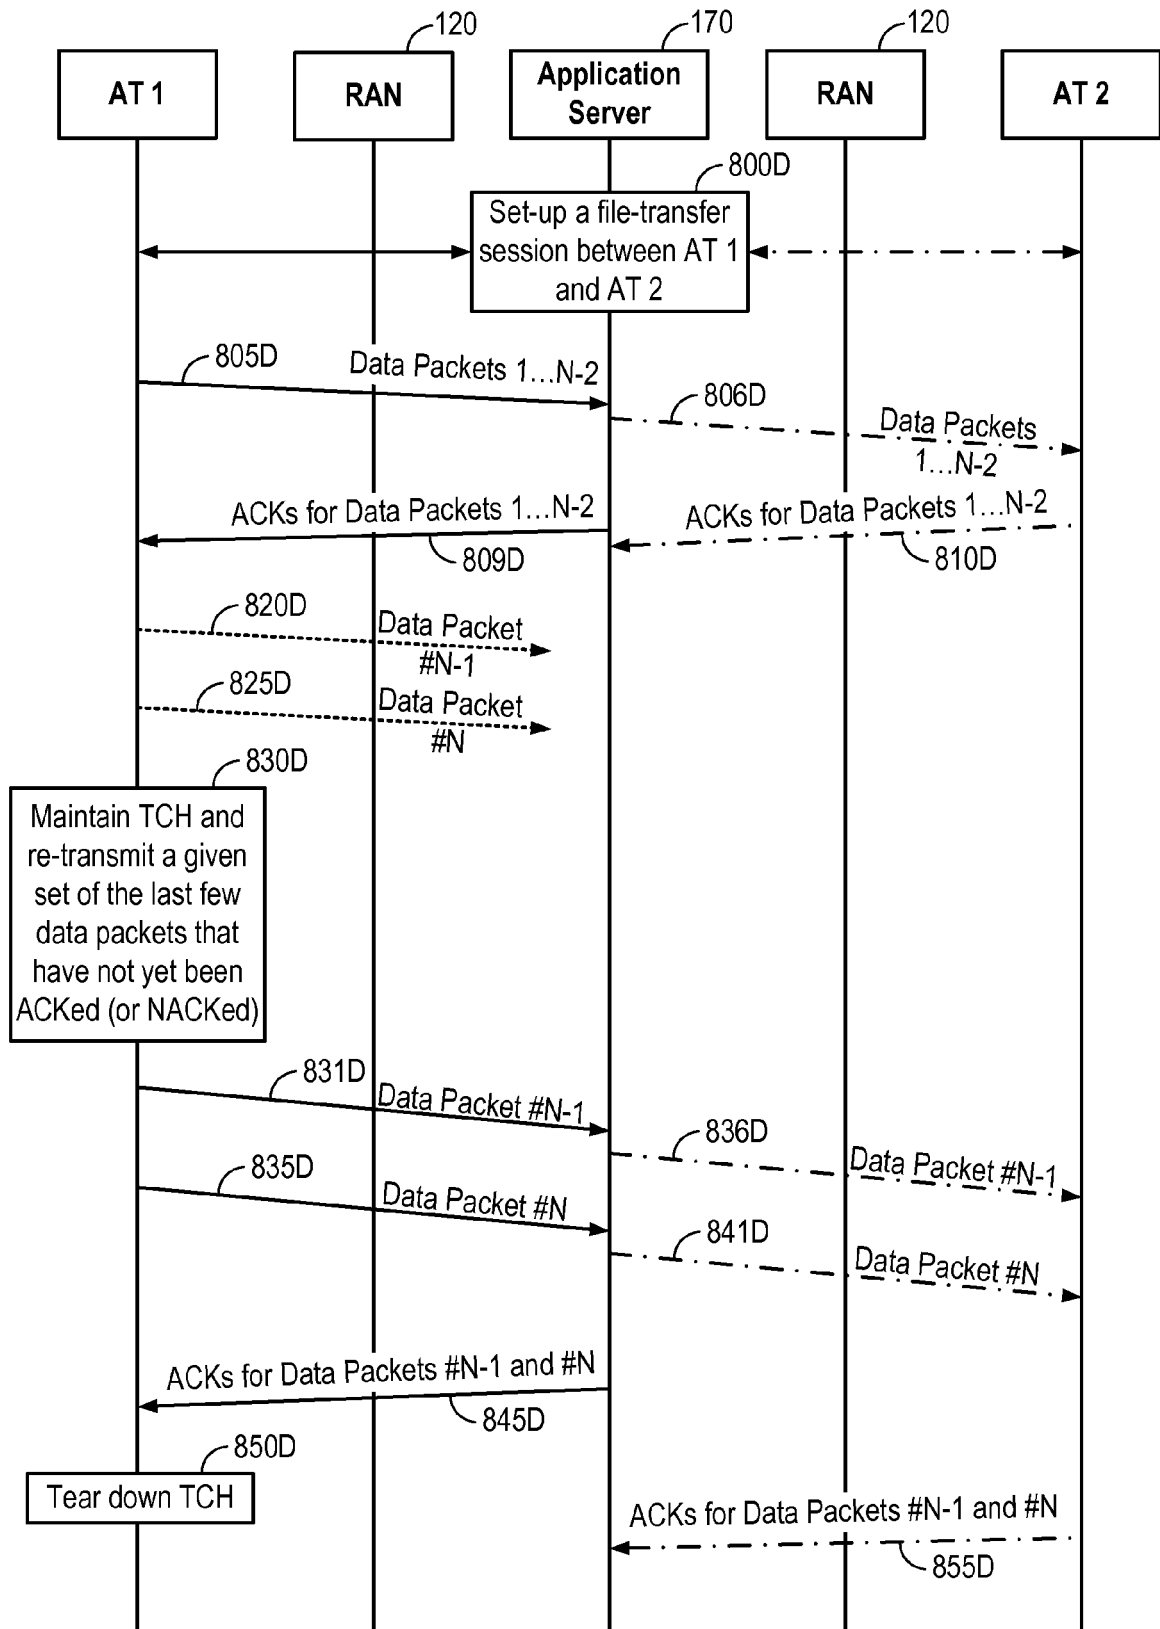 120
170
120
AT 1
RAN
Application
Server
RAN
AT 2
800D
Set-up a file-transfer
session between AT 1
and AT 2
805D
Data Packets 1...N-2
806D
Data Packets
1...N-2
ACKs for Data Packets 1...N-2
809D
ACKs for Data Packets 1...N-2
810D
820D
Data Packet
#N-1
825D
Data Packet
#N
830D
Maintain TCH and
re-transmit a given
set of the last few
data packets that
have not yet been
ACKed (or NACKed)
831D
Data Packet #N-1
836D
Data Packet #N-1
835D
Data Packet #N
841D
Data Packet #N
ACKs for Data Packets #N-1 and #N
845D
850D
Tear down TCH
ACKs for Data Packets #N-1 and #N
855D